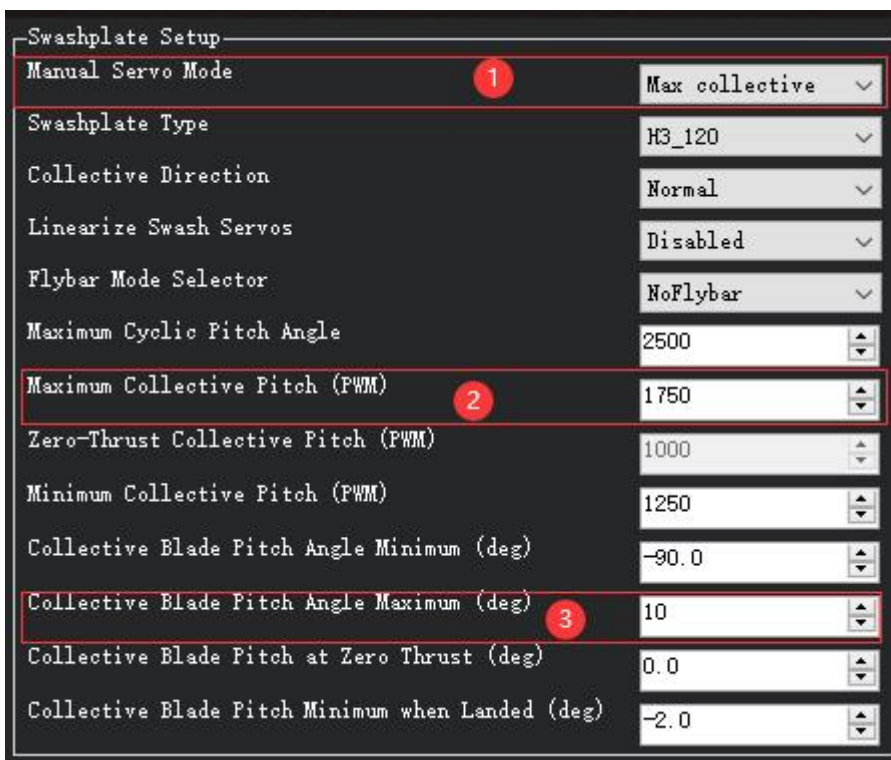 Swashplate Setup
Manual Servo Mode 1 Max collective
Swashplate Type H3_120
Collective Direction Normal
Linearize Swash Servos Disabled
Flybar Mode Selector NoFlybar
Maximum Cyclic Pitch Angle 2500
Maximum Collective Pitch (PWM) 2 1750
Zero-Thrust Collective Pitch (PWM) 1000
Minimum Collective Pitch (PWM) 1250
Collective Blade Pitch Angle Minimum (deg) -90.0
Collective Blade Pitch Angle Maximum (deg) 3 10
Collective Blade Pitch at Zero Thrust (deg) 0.0
Collective Blade Pitch Minimum when Landed (deg) -2.0